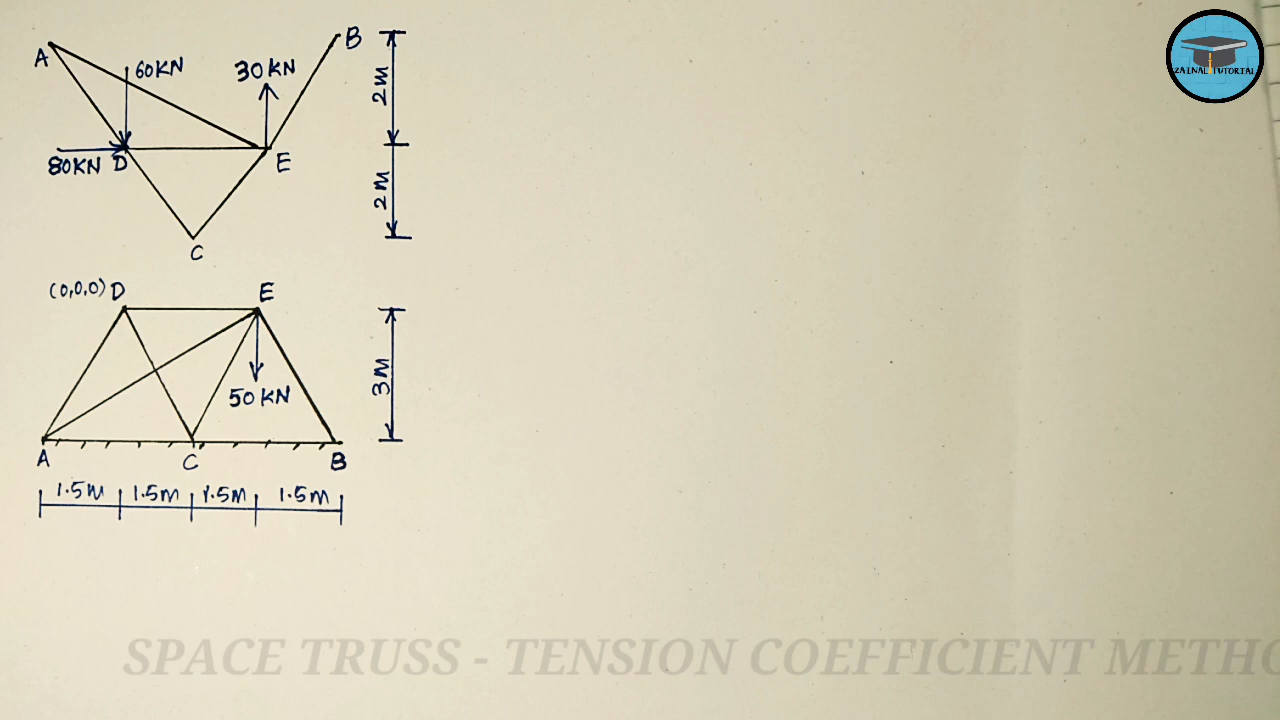 A
B
60KN
30KN
2M
80KN D
E
2M
C
(0,0,0) D
E
50KN
3M
A
C
B
1.5M 1.5M 1.5M 1.5M
ZAINAL TUTORIAL
SPACE TRUSS - TENSION COEFFICIENT METHO